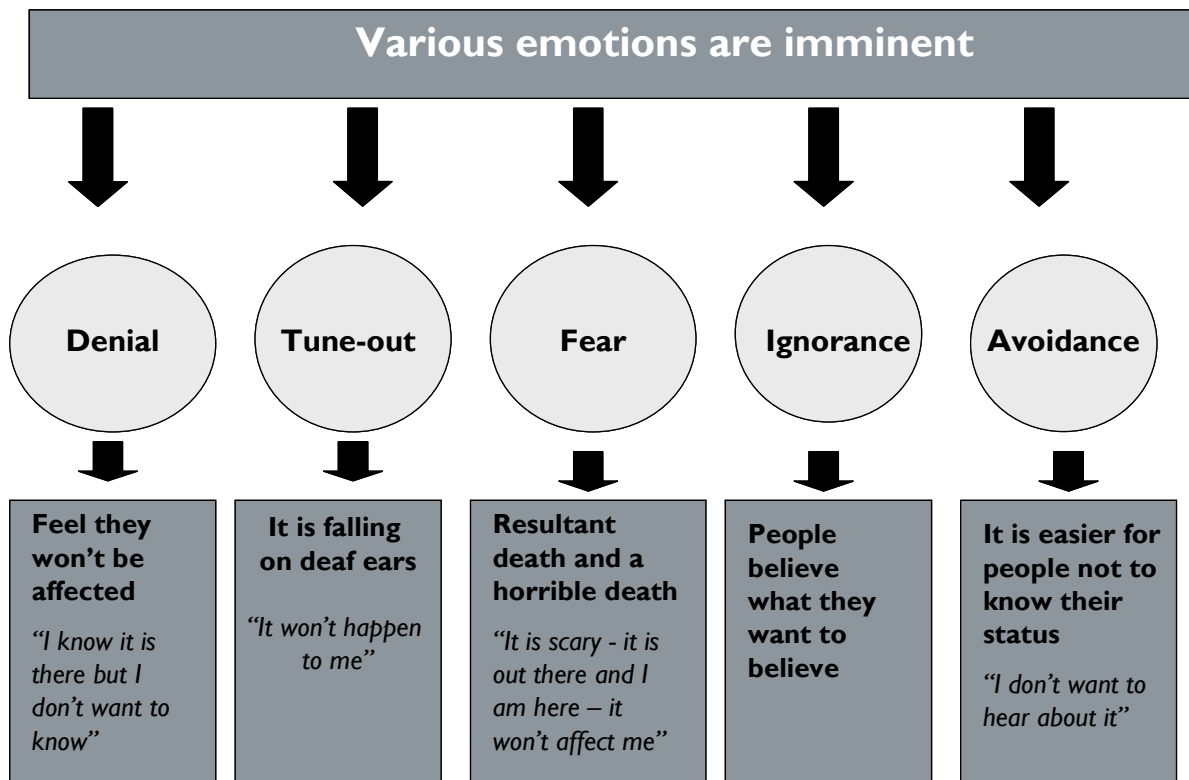 Various emotions are imminent
Denial
Tune-out
Fear
Ignorance
Avoidance
Feel they
won’t be
affected
“I know it is
there but I
don’t want to
know”
It is falling
on deaf ears
“It won’t happen
to me”
Resultant
death and a
horrible death
“It is scary - it is
out there and I
am here – it
won’t affect me”
People
believe
what they
want to
believe
It is easier for
people not to
know their
status
“I don’t want to
hear about it”